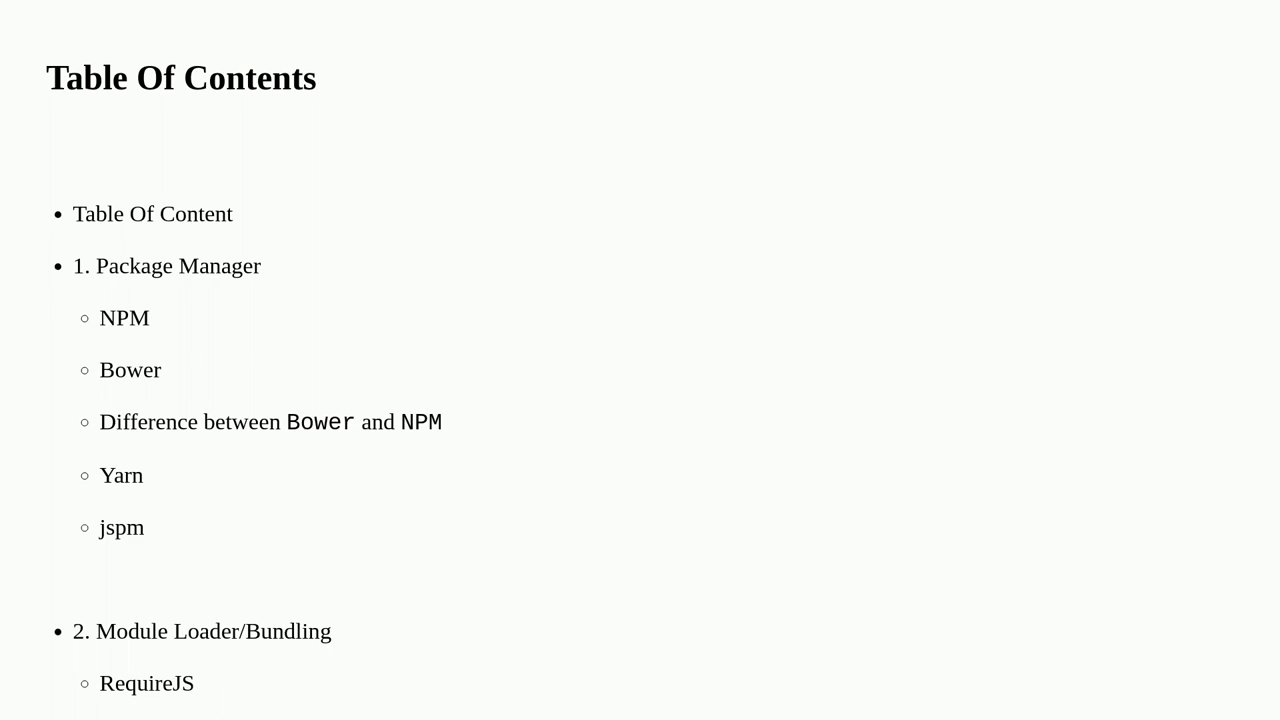 Table Of Contents
Table Of Content
1. Package Manager
NPM
Bower
Difference between Bower and NPM
Yarn
jspm
2. Module Loader/Bundling
RequireJS